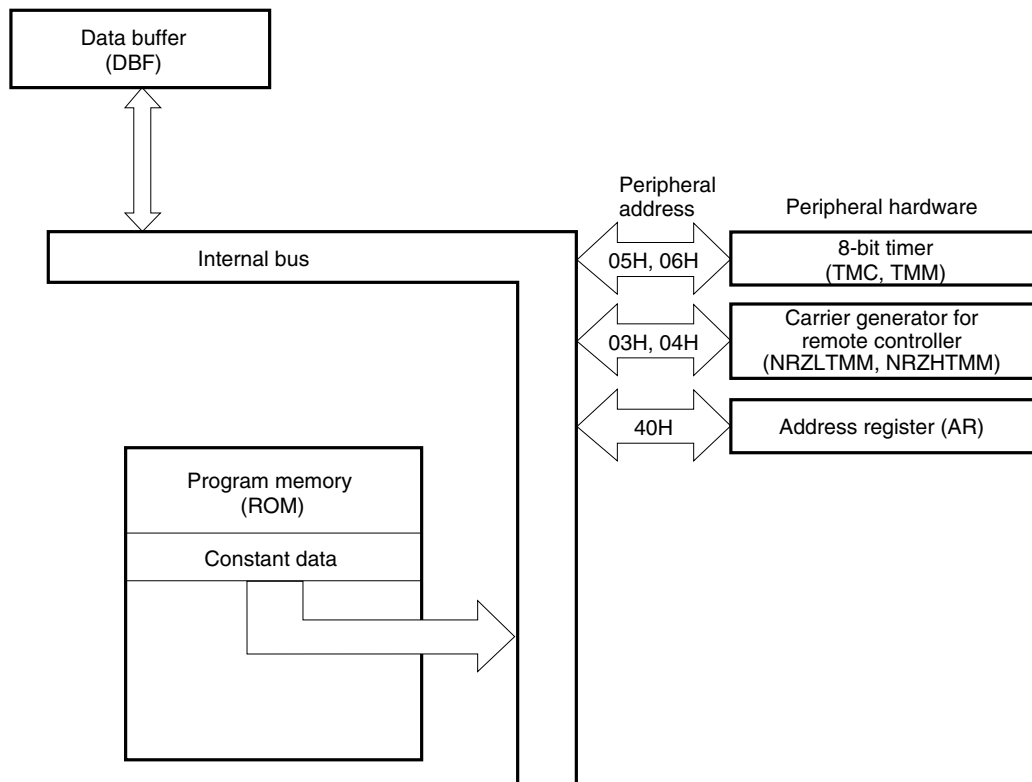 Data buffer
(DBF)
Peripheral
address
Peripheral hardware
Internal bus
05H, 06H
8-bit timer
(TMC, TMM)
03H, 04H
Carrier generator for
remote controller
(NRZLTMM, NRZHTMM)
40H
Address register (AR)
Program memory
(ROM)
Constant data